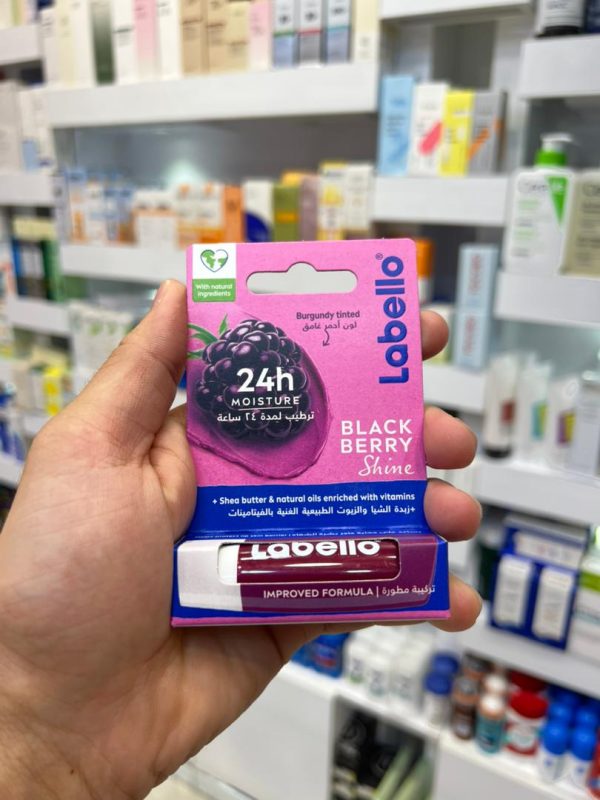 With natural
ingredients
Labello®
Burgundy tinted
لون أحمر غامق
24h
MOISTURE
ترطيب لمدة ٢٤ ساعة
BLACK
BERRY
Shine
+ Shea butter & natural oils enriched with vitamins
+زبدة الشيا والزيوت الطبيعية الغنية بالفيتامينات
Labello
IMPROVED FORMULA | تركيبة مطورة